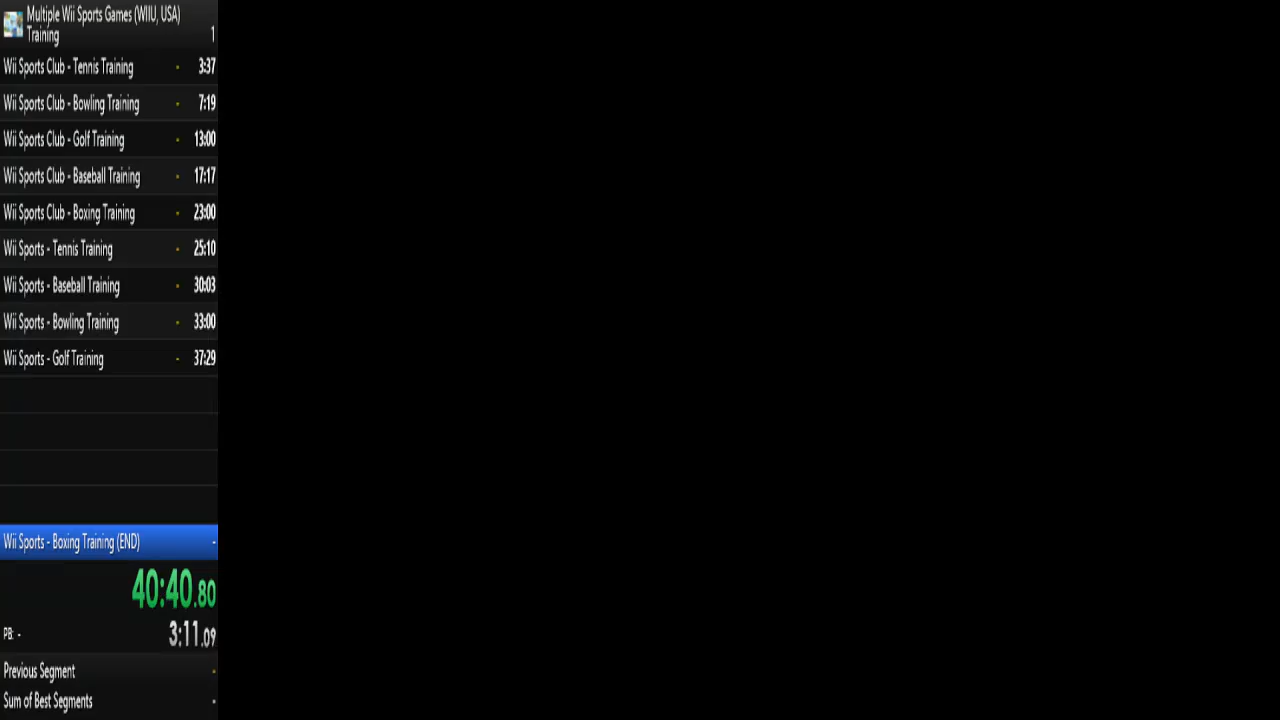 Multiple Wii Sports Games (WIIU, USA)
Training 1
Wii Sports Club - Tennis Training - 3:37
Wii Sports Club - Bowling Training - 7:19
Wii Sports Club - Golf Training - 13:00
Wii Sports Club - Baseball Training - 17:17
Wii Sports Club - Boxing Training - 23:00
Wii Sports - Tennis Training - 25:10
Wii Sports - Baseball Training - 30:03
Wii Sports - Bowling Training - 33:00
Wii Sports - Golf Training - 37:29
Wii Sports - Boxing Training (END) -
40:40.80
PB: - 3:11.09
Previous Segment -
Sum of Best Segments -